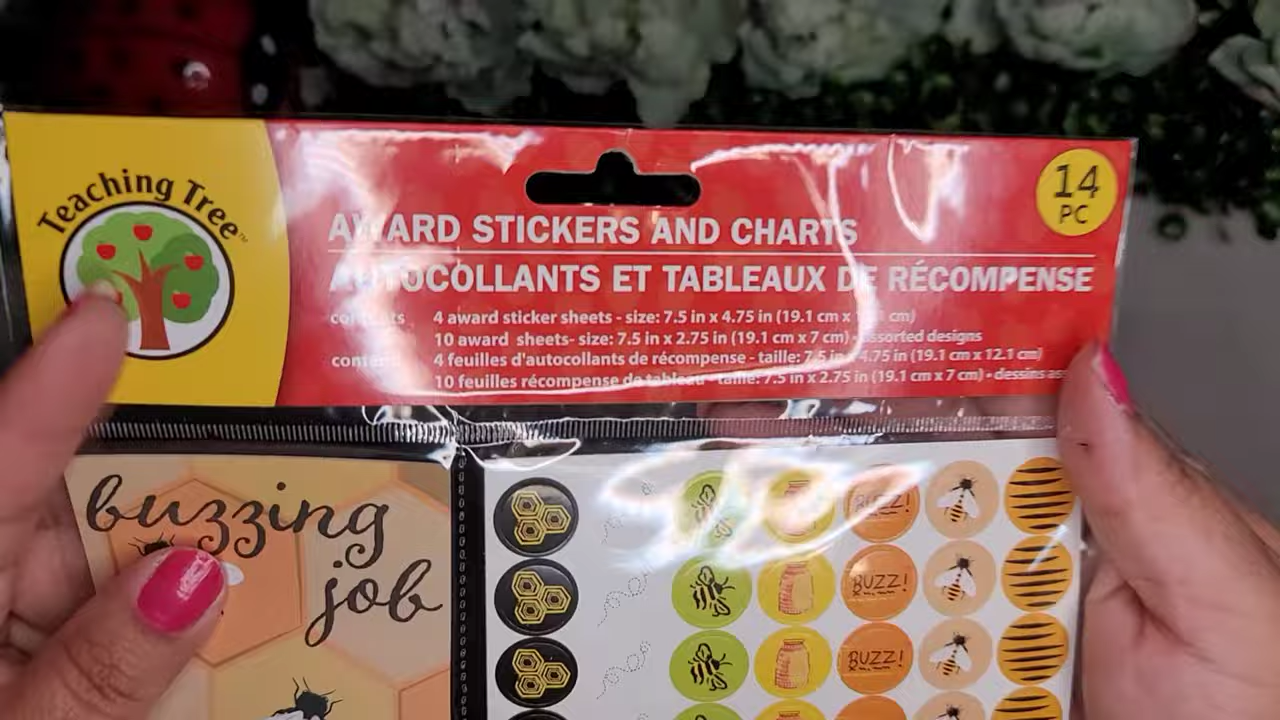 Teaching Tree™
14
PC
AWARD STICKERS AND CHARTS
AUTOCOLLANTS ET TABLEAUX DE RÉCOMPENSE
4 award sticker sheets - size: 7.5 in x 4.75 in (19.1 cm x cm)
10 award sheets- size: 7.5 in x 2.75 in (19.1 cm x 7 cm) - assorted designs
4 feuilles d'autocollants de récompense - taille: 7.5 in x 4.75 in (19.1 cm x 12.1 cm)
10 feuilles récompense de tableau - taille: 7.5 in x 2.75 in (19.1 cm x 7 cm) - dessins
buzzing
job
BUZZ!
BUZZ!
BUZZ!